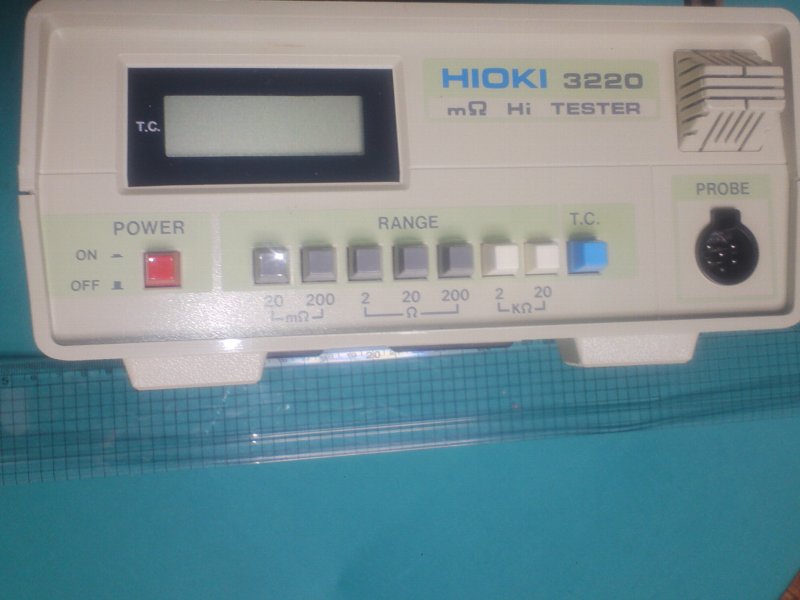 HIOKI 3220
mΩ Hi TESTER
T.C.
PROBE
POWER
RANGE
T.C.
ON
OFF
20 200 2 20 200 2 20
mΩ Ω KΩ
20